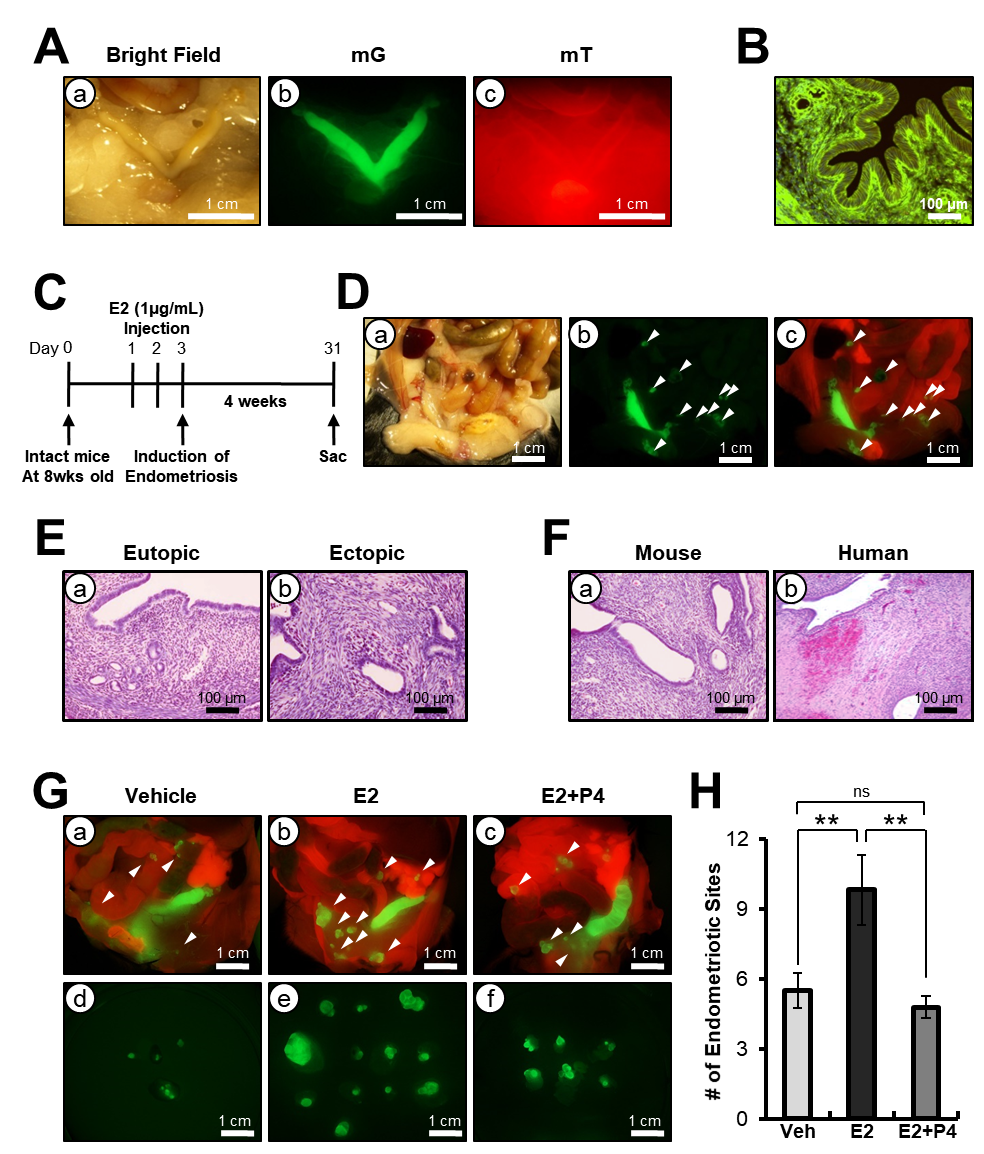 A
Bright Field
mG
mT
B
a
b
c
1 cm
1 cm
1 cm
100 µm
C
E2 (1µg/mL)
Injection
Day 0
1
2
3
31
4 weeks
Intact mice
At 8wks old
Induction of
Endometriosis
Sac
D
a
b
c
1 cm
1 cm
1 cm
E
Eutopic
Ectopic
a
b
100 µm
100 µm
F
Mouse
Human
a
b
100 µm
100 µm
G
Vehicle
E2
E2+P4
a
b
c
1 cm
1 cm
1 cm
d
e
f
1 cm
1 cm
1 cm
H
ns
**
**
# of Endometriotic Sites
12
9
6
3
0
Veh
E2
E2+P4